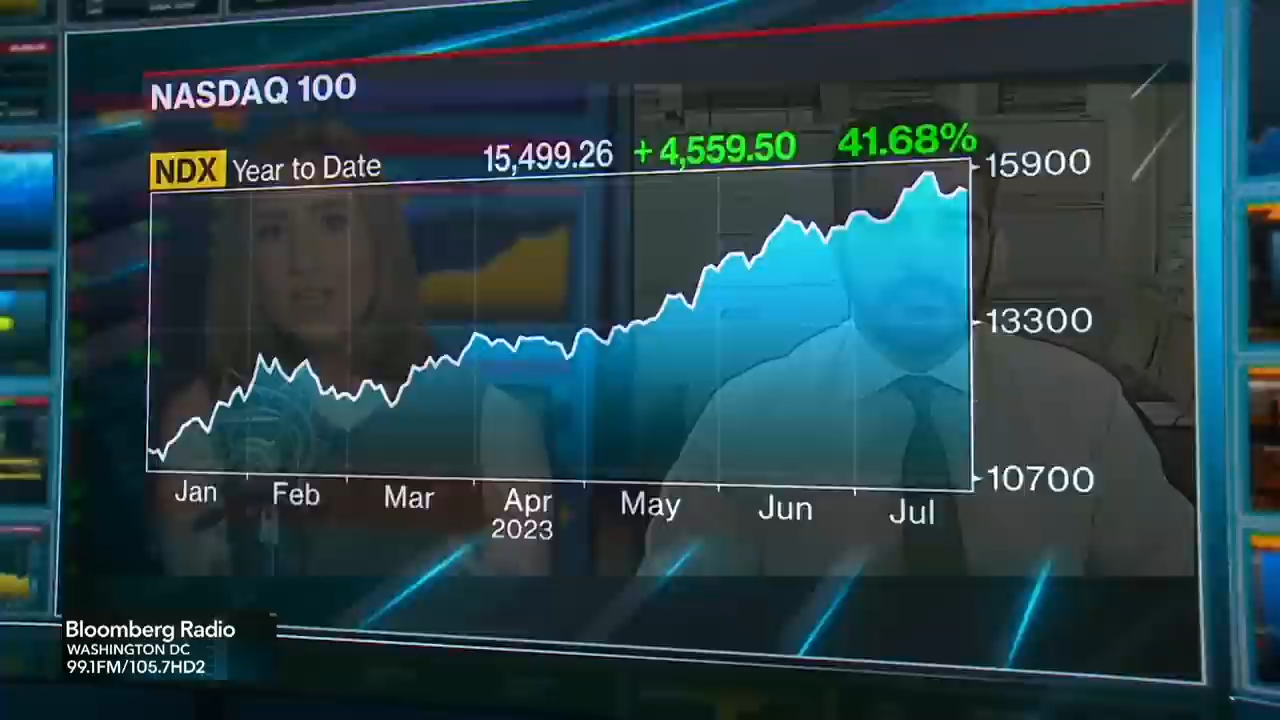 NASDAQ 100
NDX Year to Date 15,499.26 +4,559.50 41.68%
15900
13300
10700
Jan Feb Mar Apr May Jun Jul
2023
Bloomberg Radio
WASHINGTON DC
99.1FM/105.7HD2